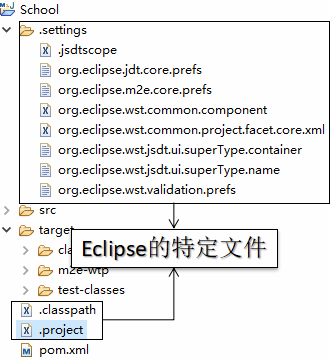 School
.settings
.jsdtscope
org.eclipse.jdt.core.prefs
org.eclipse.m2e.core.prefs
org.eclipse.wst.common.component
org.eclipse.wst.common.project.facet.core.xml
org.eclipse.wst.jsdt.ui.superType.container
org.eclipse.wst.jsdt.ui.superType.name
org.eclipse.wst.validation.prefs
src
target
Eclipse的特定文件
m2e-wtp
test-classes
.classpath
.project
pom.xml